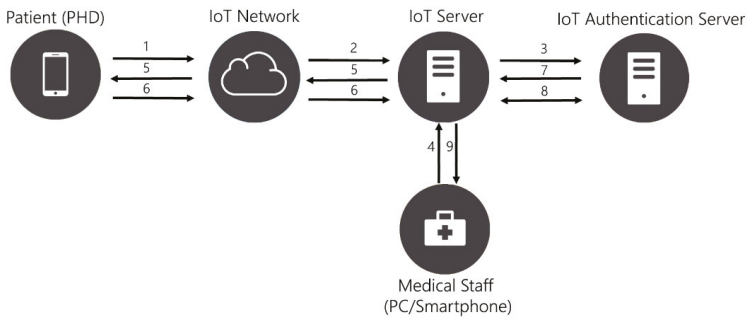 Patient (PHD)
IoT Network
IoT Server
IoT Authentication Server
1
2
3
5
5
7
6
6
8
4
9
Medical Staff
(PC/Smartphone)